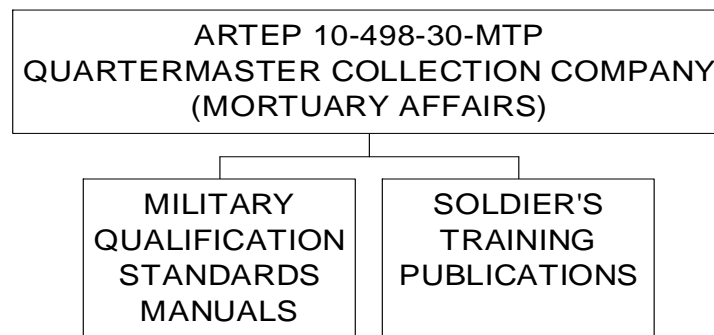 ARTEP 10-498-30-MTP
QUARTERMASTER COLLECTION COMPANY
(MORTUARY AFFAIRS)
MILITARY
QUALIFICATION
STANDARDS
MANUALS
SOLDIER'S
TRAINING
PUBLICATIONS